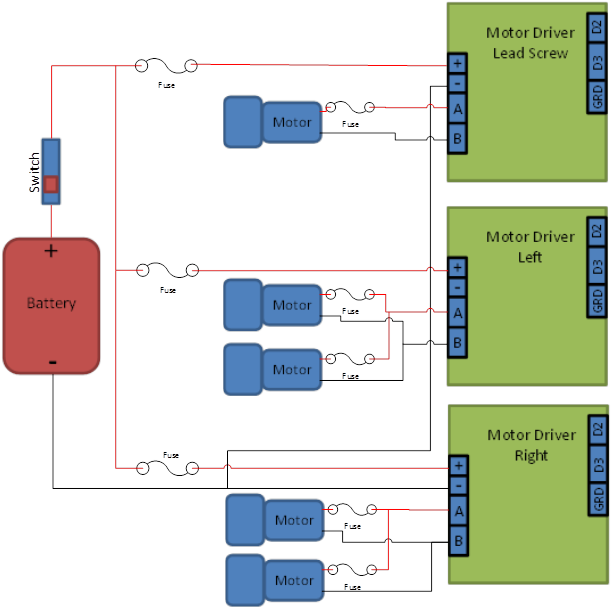 Motor Driver
Lead Screw
D2
D3
GRD
+
-
A
B
Fuse
Motor
Fuse
Switch
+
Battery
-
Motor Driver
Left
D2
D3
GRD
+
-
A
B
Fuse
Motor
Fuse
Motor
Fuse
Motor Driver
Right
D2
D3
GRD
+
-
A
B
Fuse
Motor
Fuse
Motor
Fuse